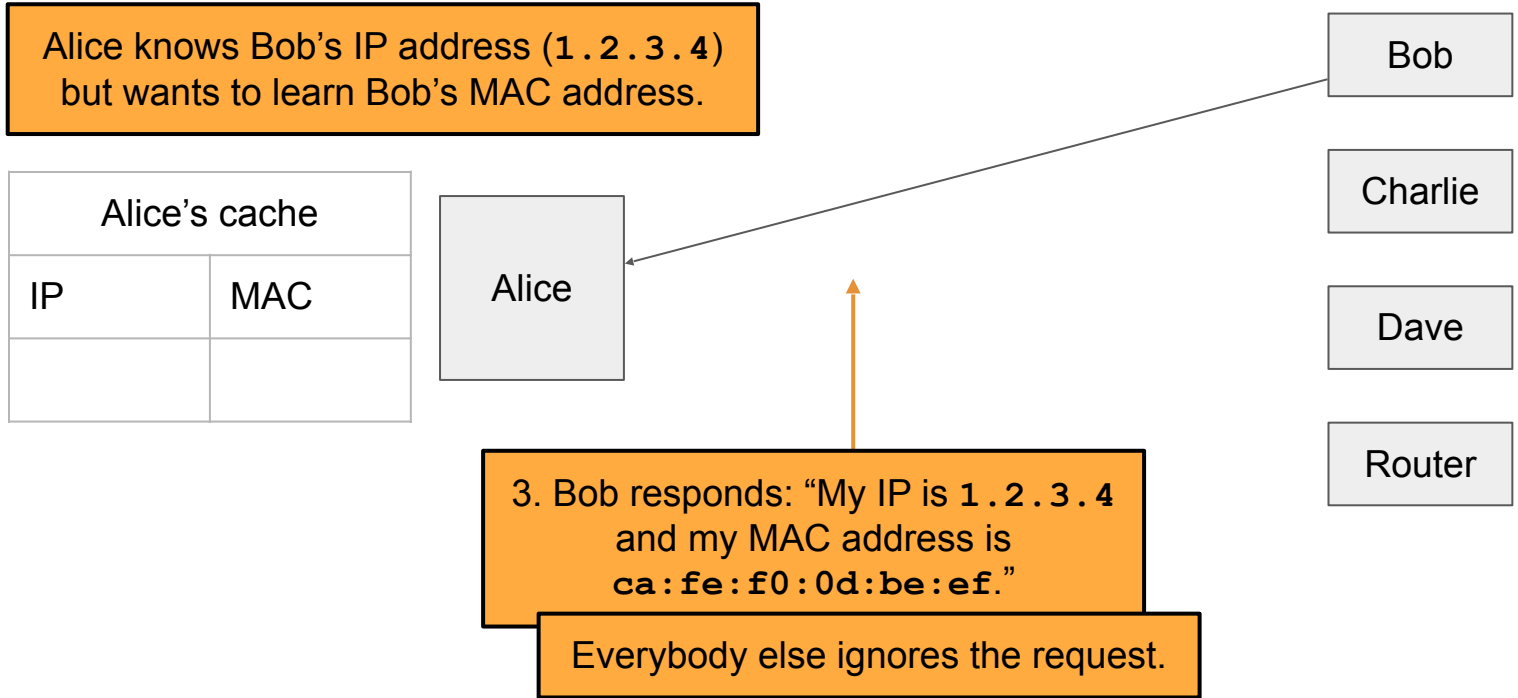 Alice knows Bob’s IP address (1.2.3.4)
but wants to learn Bob’s MAC address.
Bob
Alice’s cache
IP MAC
Alice
Charlie
Dave
Router
3. Bob responds: “My IP is 1.2.3.4
and my MAC address is
ca:fe:f0:0d:be:ef.”
Everybody else ignores the request.